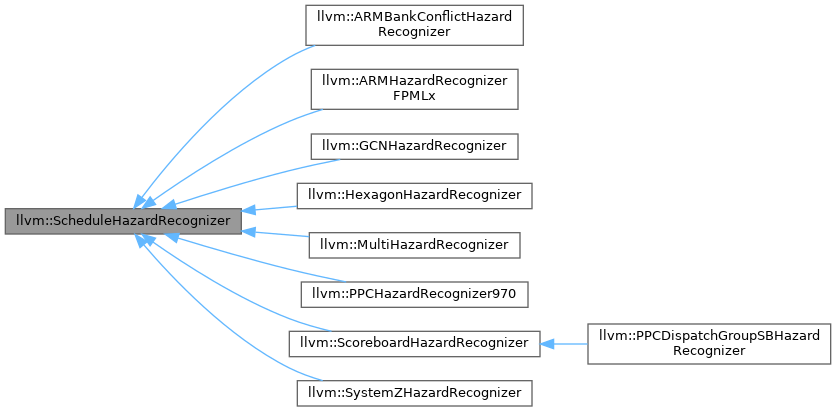 llvm::ARMBankConflictHazard
Recognizer
llvm::ARMHazardRecognizer
FPMLx
llvm::GCNHazardRecognizer
llvm::HexagonHazardRecognizer
llvm::ScheduleHazardRecognizer
llvm::MultiHazardRecognizer
llvm::PPCHazardRecognizer970
llvm::ScoreboardHazardRecognizer
llvm::PPCDispatchGroupSBHazard
Recognizer
llvm::SystemZHazardRecognizer